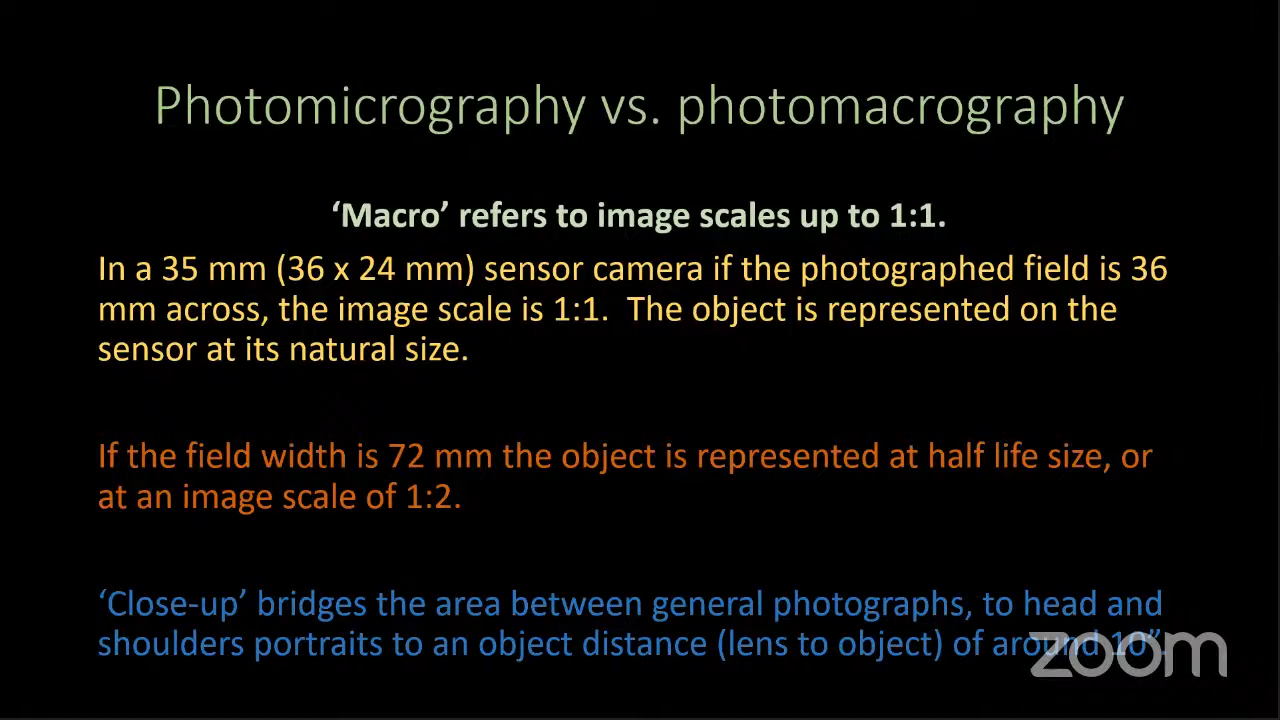 Photomicrography vs. photomacrography
‘Macro’ refers to image scales up to 1:1.
In a 35 mm (36 x 24 mm) sensor camera if the photographed field is 36
mm across, the image scale is 1:1.  The object is represented on the
sensor at its natural size.
If the field width is 72 mm the object is represented at half life size, or
at an image scale of 1:2.
‘Close-up’ bridges the area between general photographs, to head and
shoulders portraits to an object distance (lens to object) of around 10”.
zoom